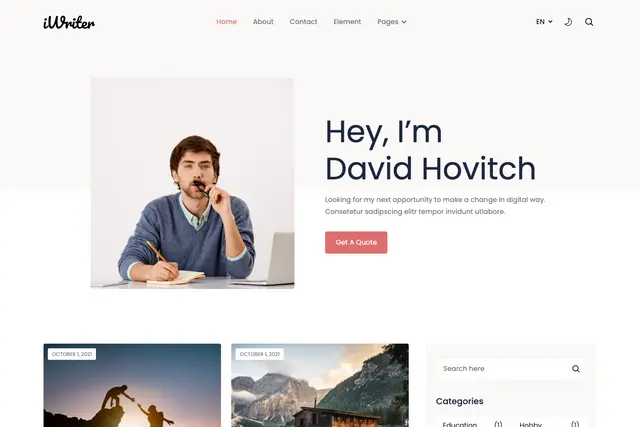 iWriter
Home About Contact Element Pages
EN
Hey, I’m
David Hovitch
Looking for my next opportunity to make a change in digital way.
Consetetur sadipscing elitr tempor invidunt utlabore.
Get A Quote
OCTOBER 1, 2021
OCTOBER 1, 2021
Search here
Categories
Education (1) Hobby (1)